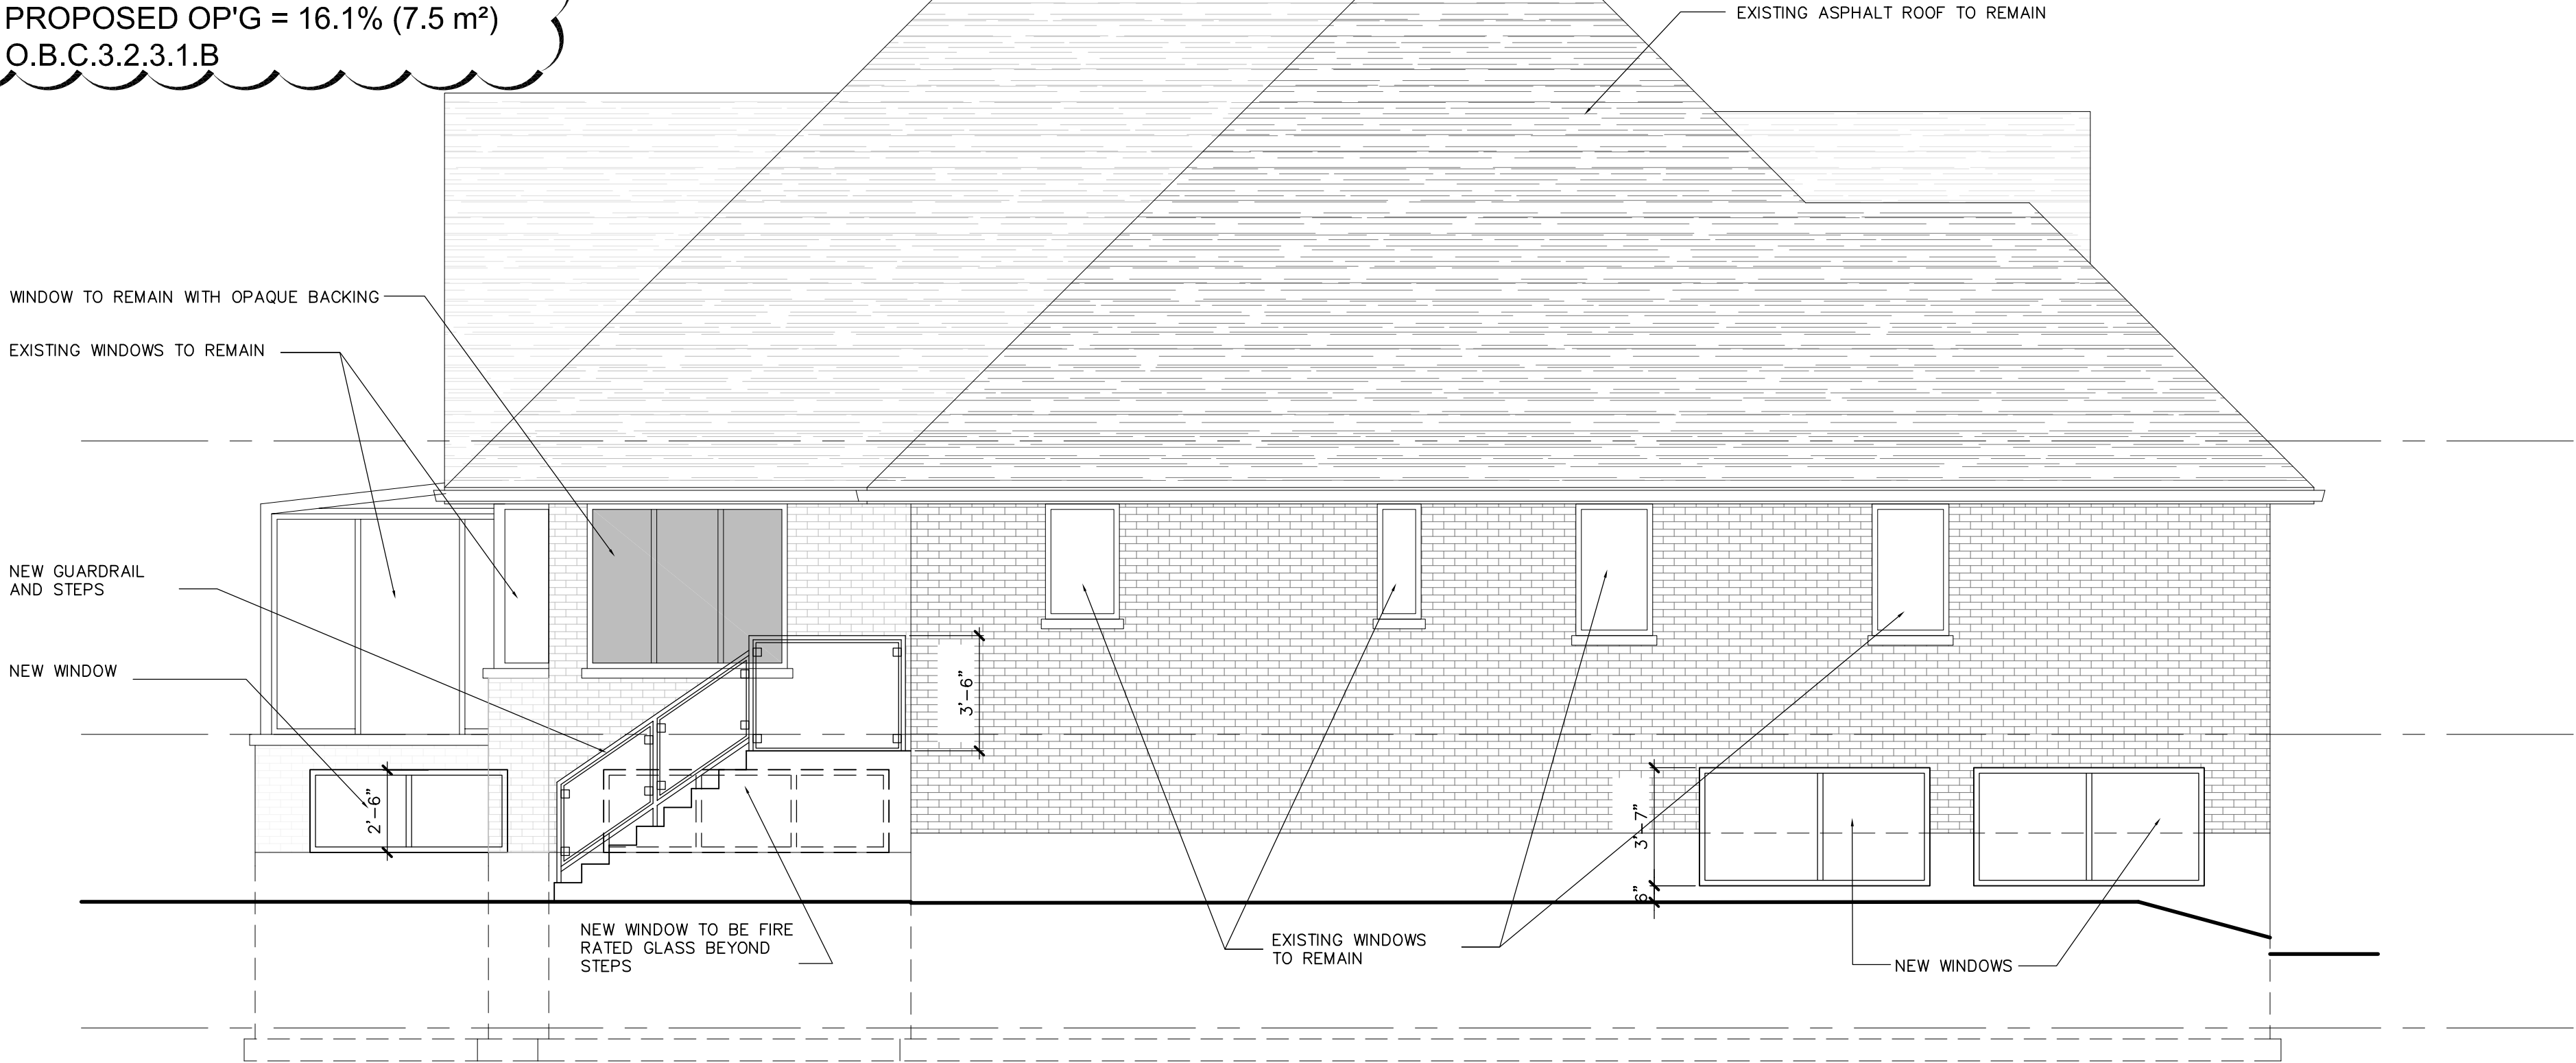 PROPOSED OP'G = 16.1% (7.5 m²)
O.B.C.3.2.3.1.B
EXISTING ASPHALT ROOF TO REMAIN
WINDOW TO REMAIN WITH OPAQUE BACKING
EXISTING WINDOWS TO REMAIN
NEW GUARDRAIL
AND STEPS
NEW WINDOW
3'-6"
2'-6"
3'-7"
6"
NEW WINDOW TO BE FIRE
RATED GLASS BEYOND
STEPS
EXISTING WINDOWS
TO REMAIN
NEW WINDOWS